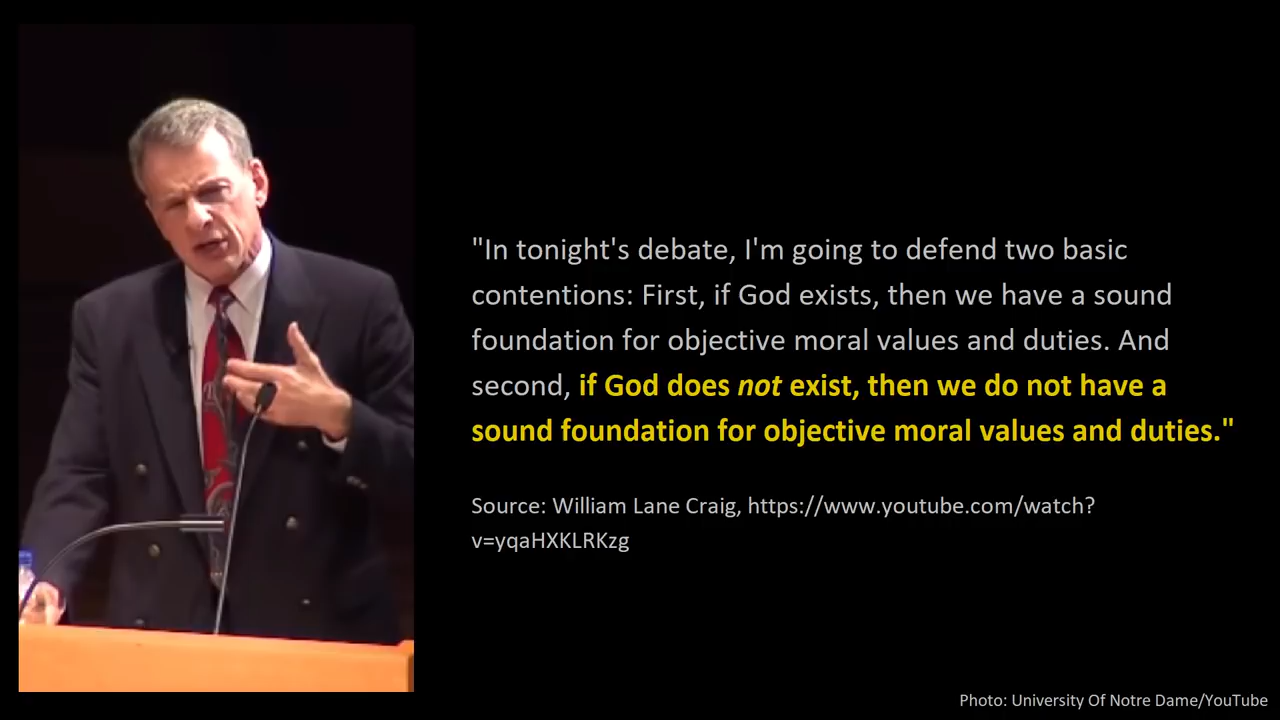 "In tonight's debate, I'm going to defend two basic
contentions: First, if God exists, then we have a sound
foundation for objective moral values and duties. And
second, if God does not exist, then we do not have a
sound foundation for objective moral values and duties."
Source: William Lane Craig, https://www.youtube.com/watch?
v=yqaHXKLRKzg
Photo: University Of Notre Dame/YouTube